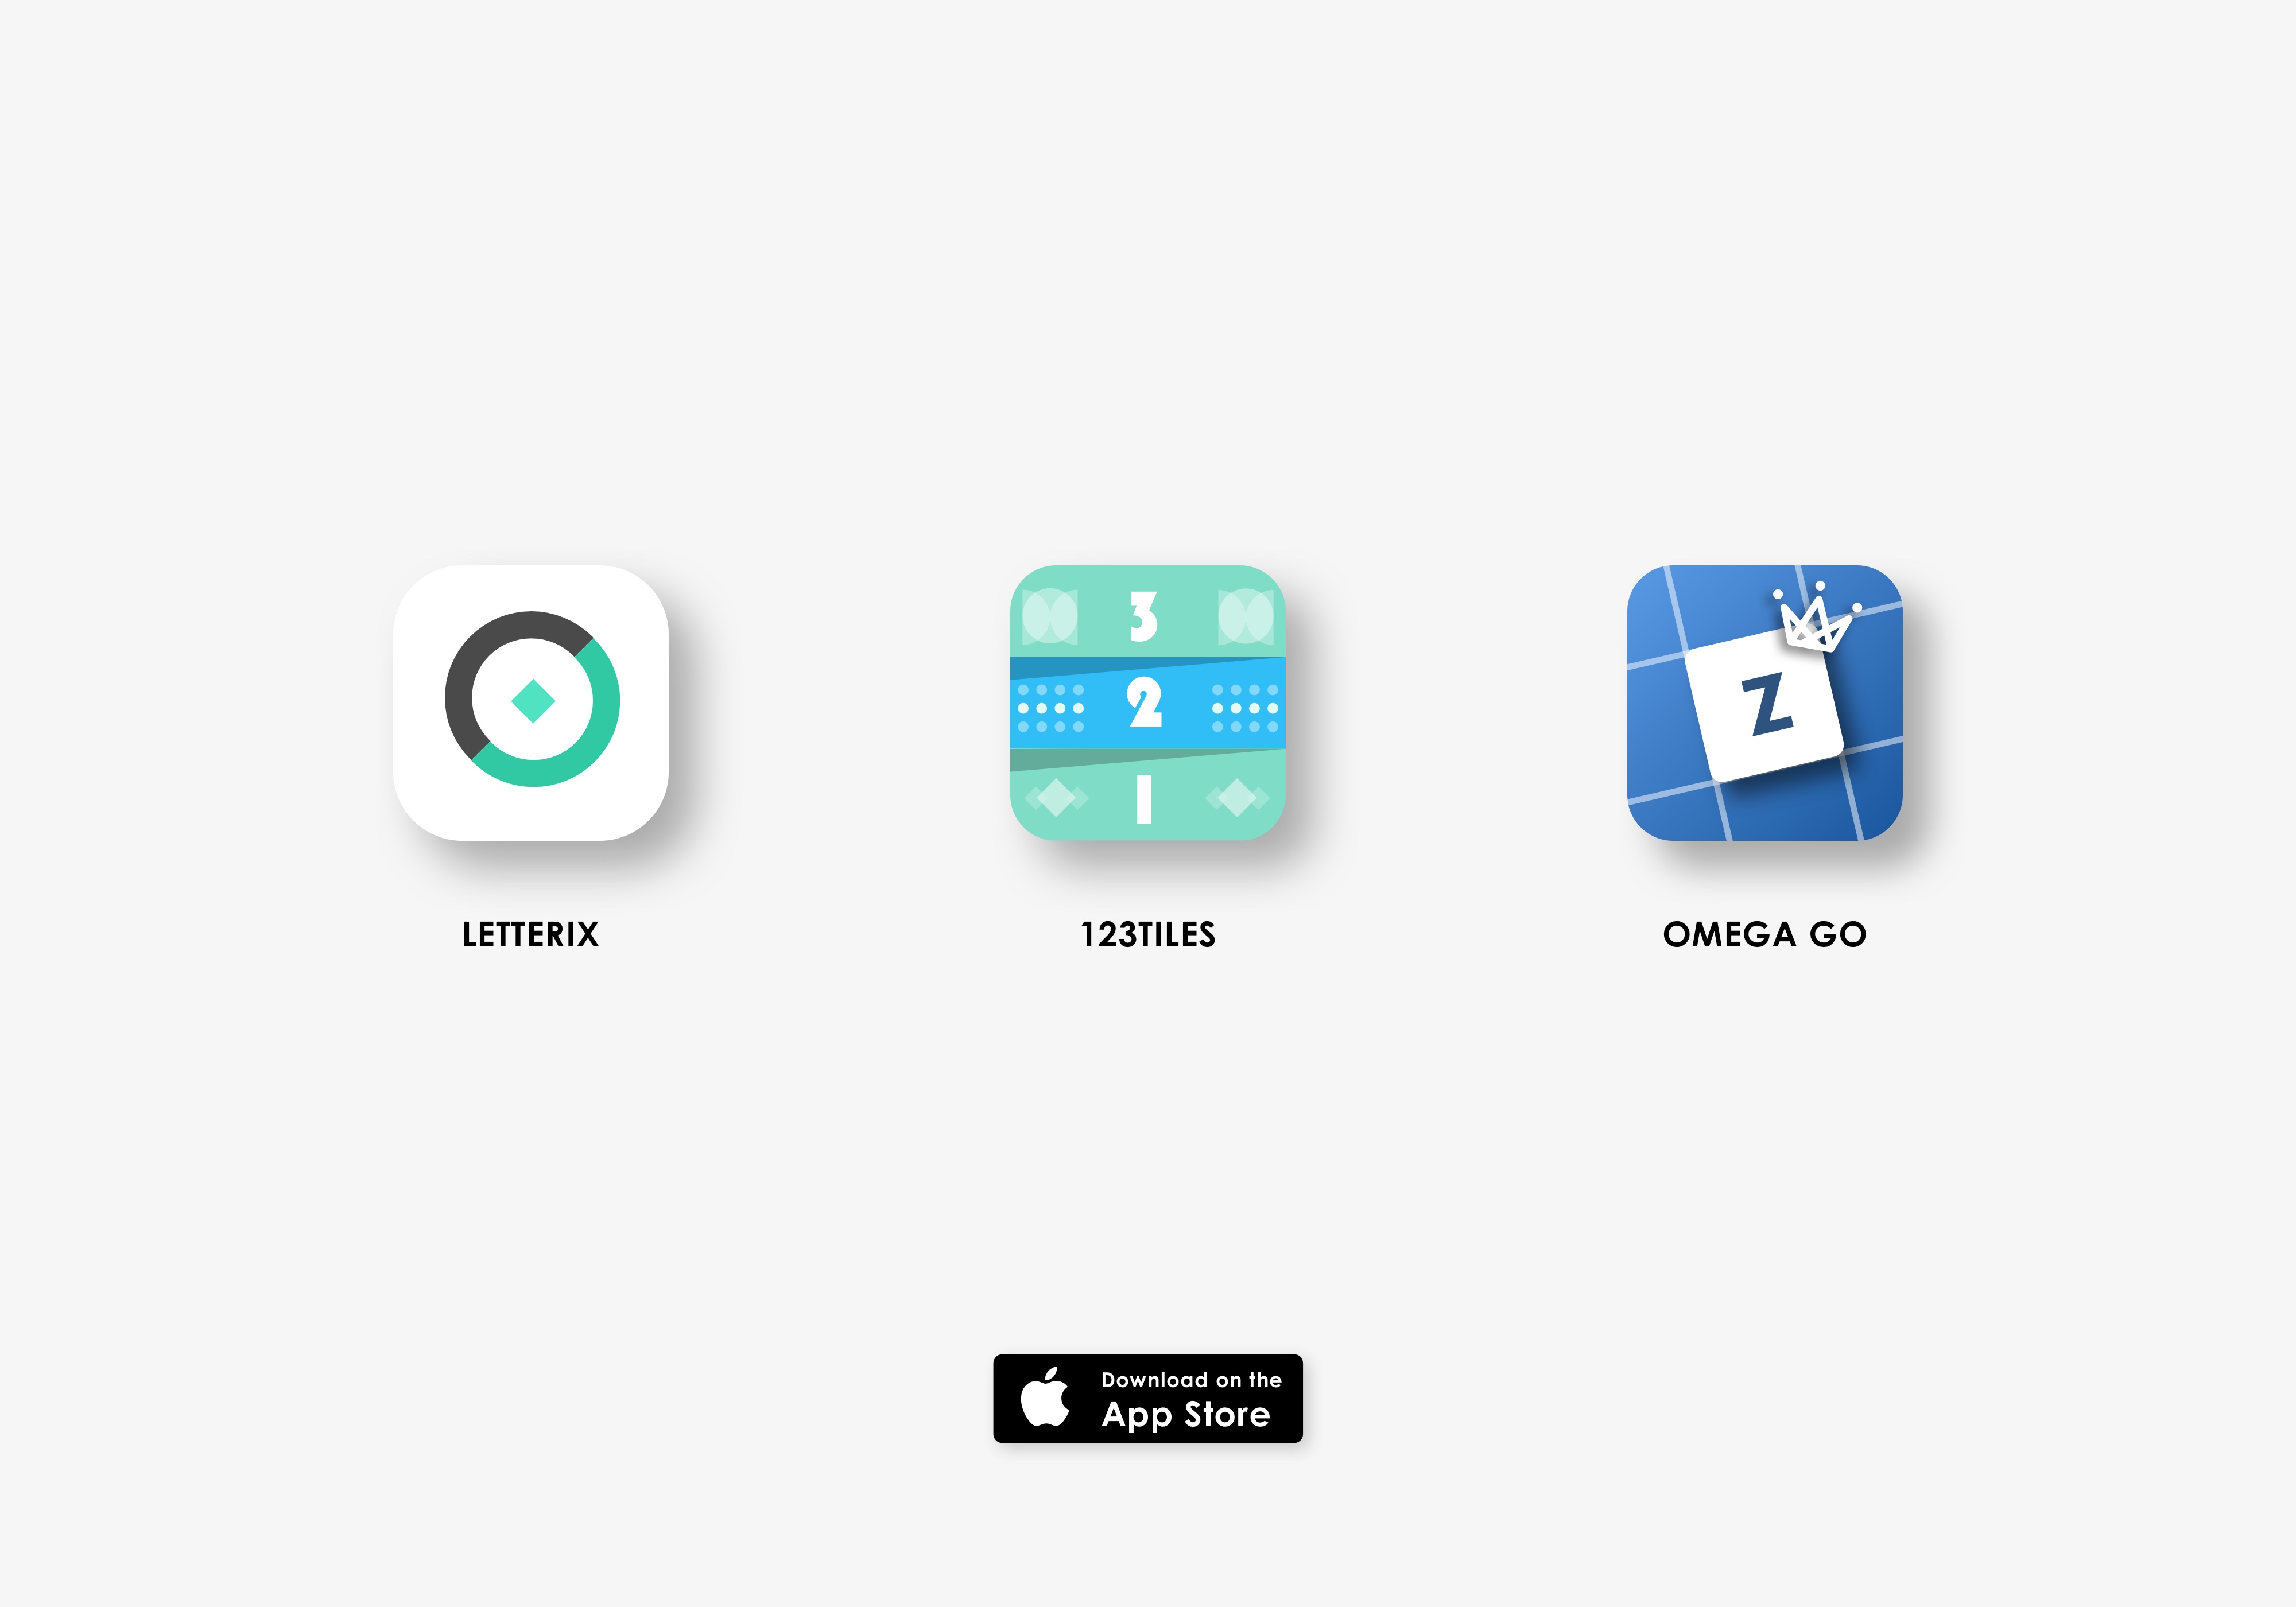 3
2
1
Z
LETTERIX
123TILES
OMEGA GO
Download on the
App Store